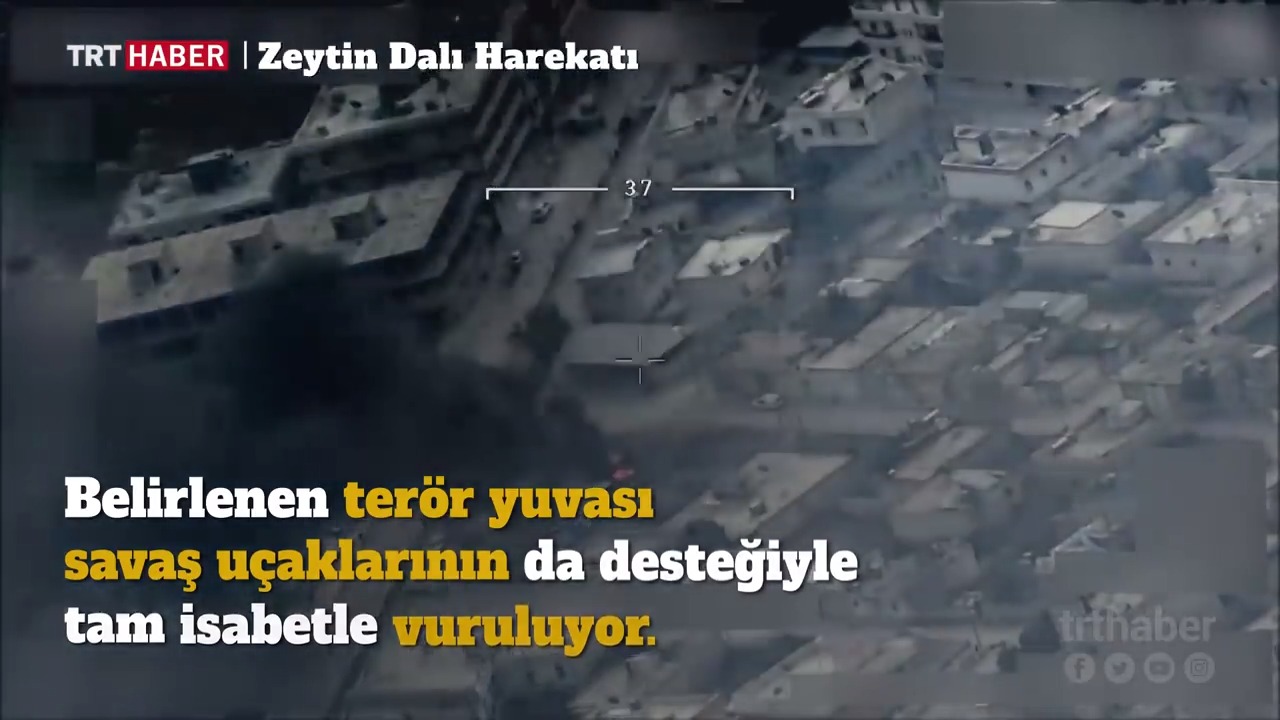 TRT HABER | Zeytin Dalı Harekatı
37
Belirlenen terör yuvası
savaş uçaklarının da desteğiyle
tam isabetle vuruluyor.
trthaber